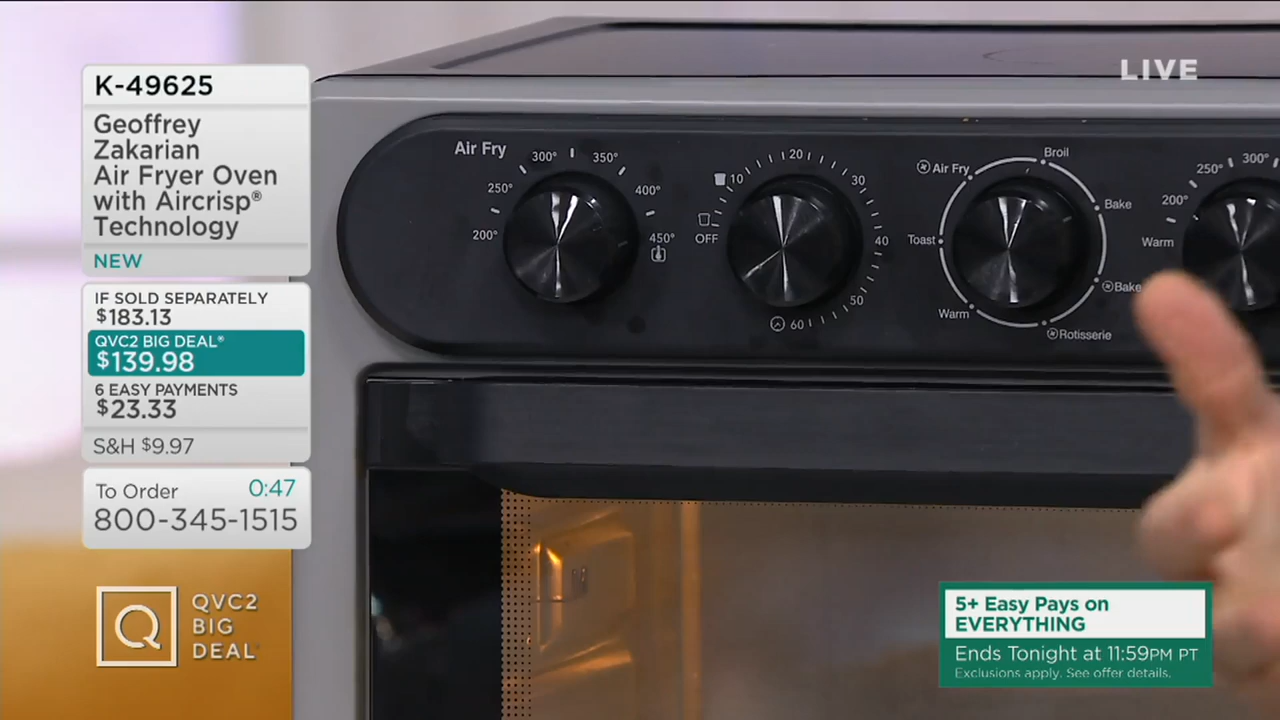 LIVE
K-49625
Geoffrey
Zakarian
Air Fryer Oven
with Aircrisp®
Technology
NEW
IF SOLD SEPARATELY
$183.13
QVC2 BIG DEAL®
$139.98
6 EASY PAYMENTS
$23.33
S&H $9.97
To Order 0:47
800-345-1515
Q
QVC2
BIG
DEAL
Air Fry
200°
250°
300°
350°
400°
450°
OFF
10
20
30
40
50
60
Air Fry
Broil
Bake
Bake
Rotisserie
Warm
Toast
Warm
200°
250°
300°
5+ Easy Pays on
EVERYTHING
Ends Tonight at 11:59PM PT
Exclusions apply. See offer details.